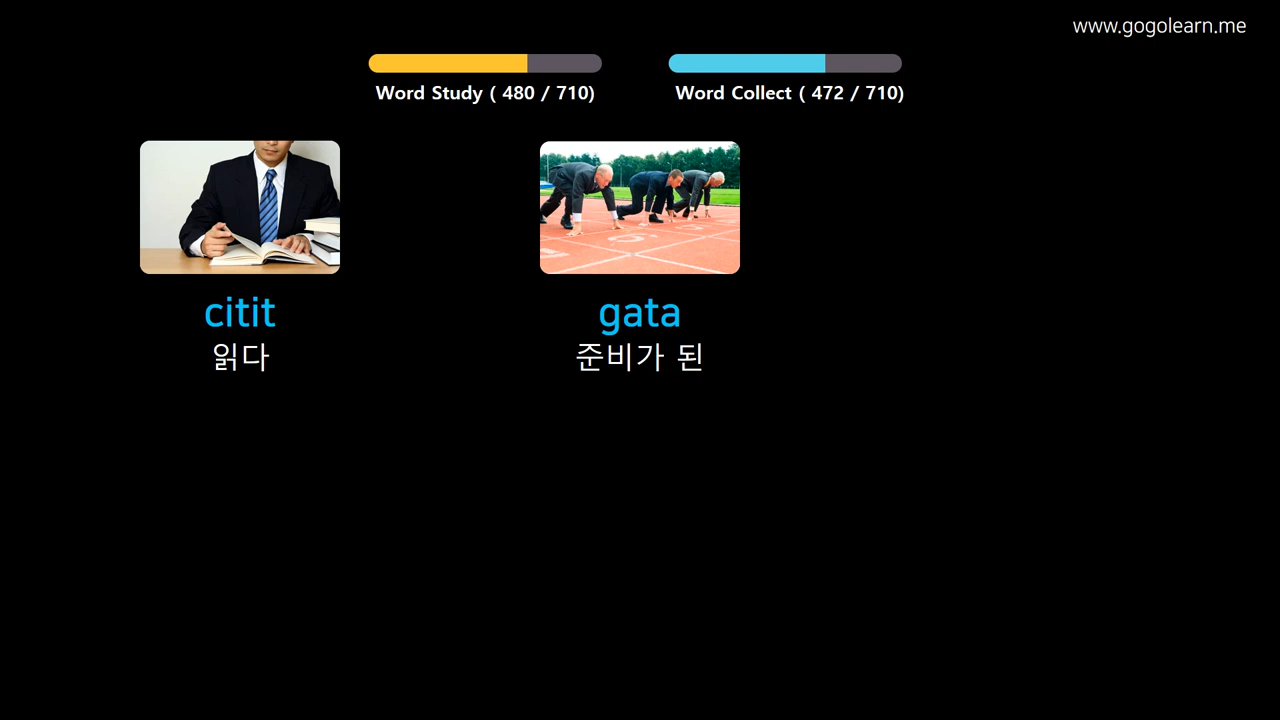 www.gogolearn.me
Word Study ( 480 / 710)
Word Collect ( 472 / 710)
citit
읽다
gata
준비가 된